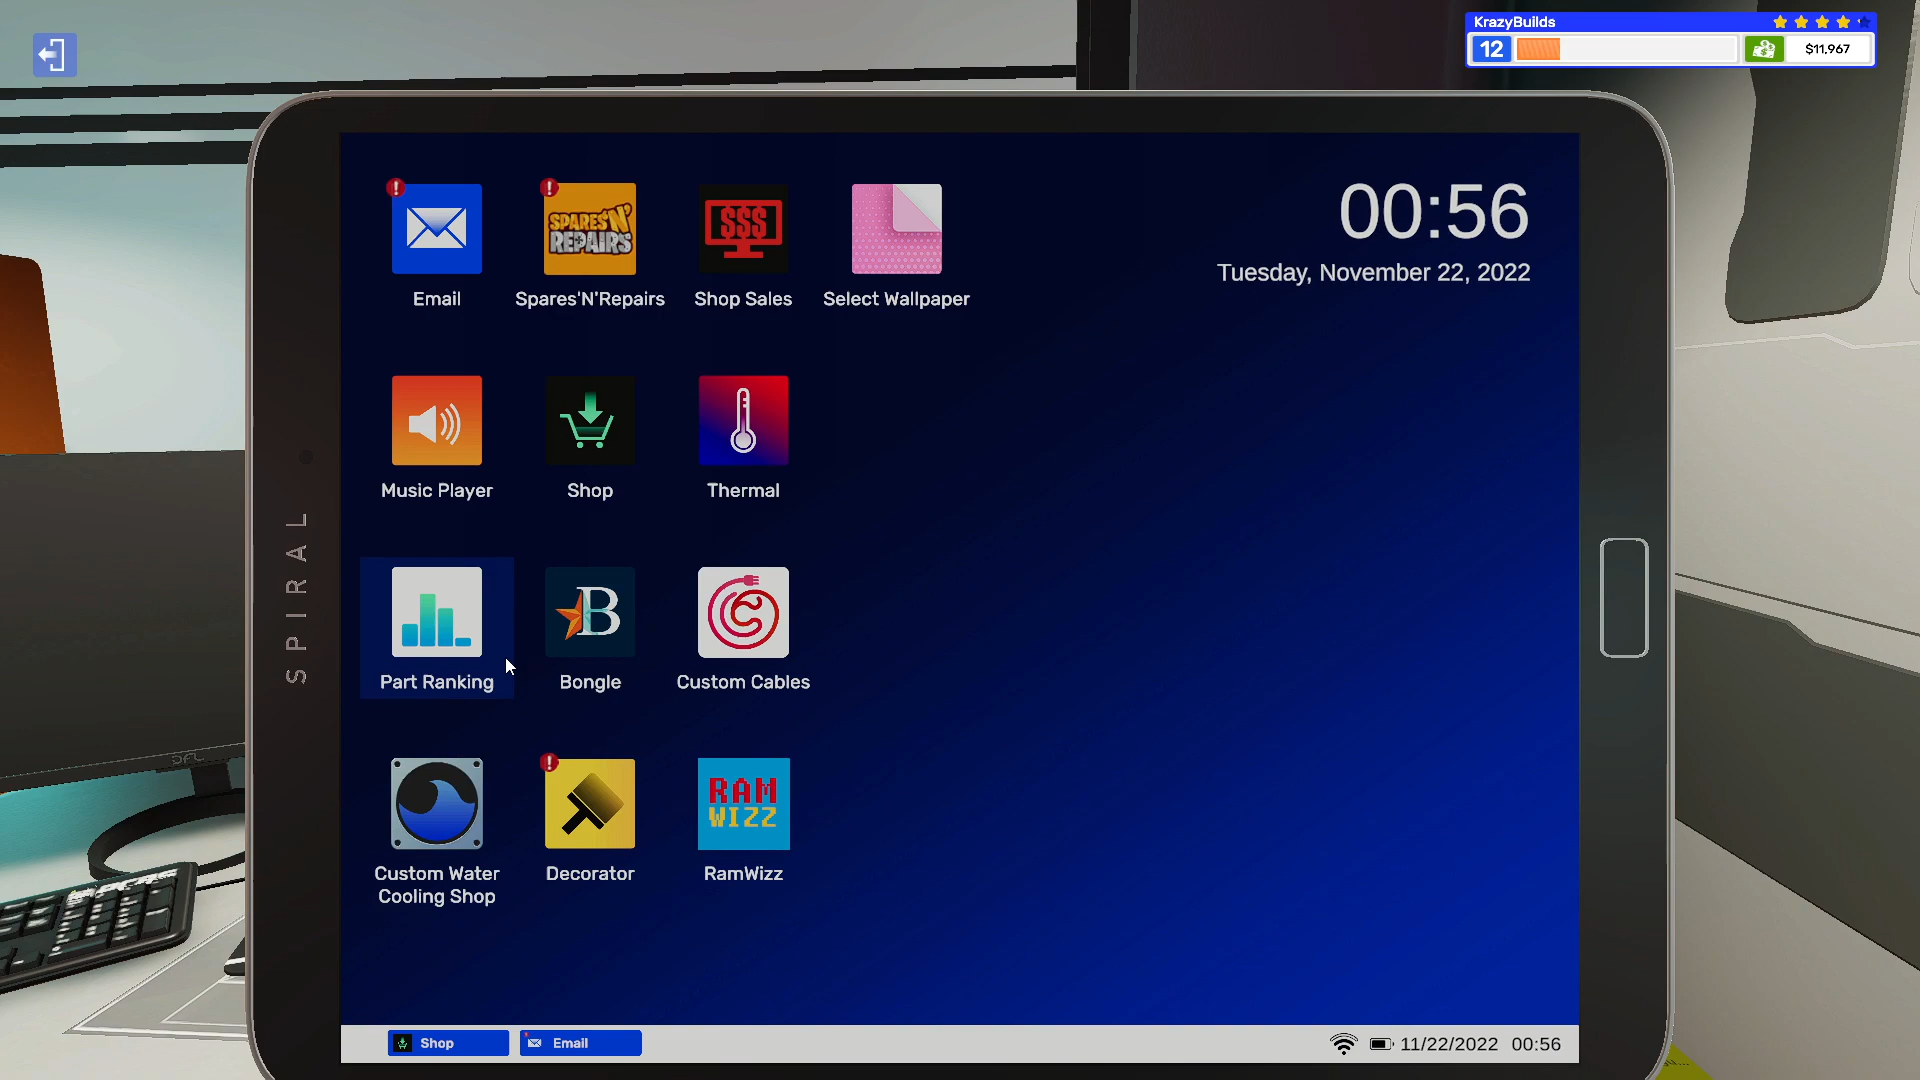 KrazyBuilds
12
$11,967
00:56
Tuesday, November 22, 2022
SPARES'N'
REPAIRS
$$$
Email
Spares'N'Repairs
Shop Sales
Select Wallpaper
Music Player
Shop
Thermal
SPIRAL
B
Part Ranking
Bongle
Custom Cables
RAM
WIZZ
Custom Water
Cooling Shop
Decorator
RamWizz
Shop
Email
11/22/2022
00:56